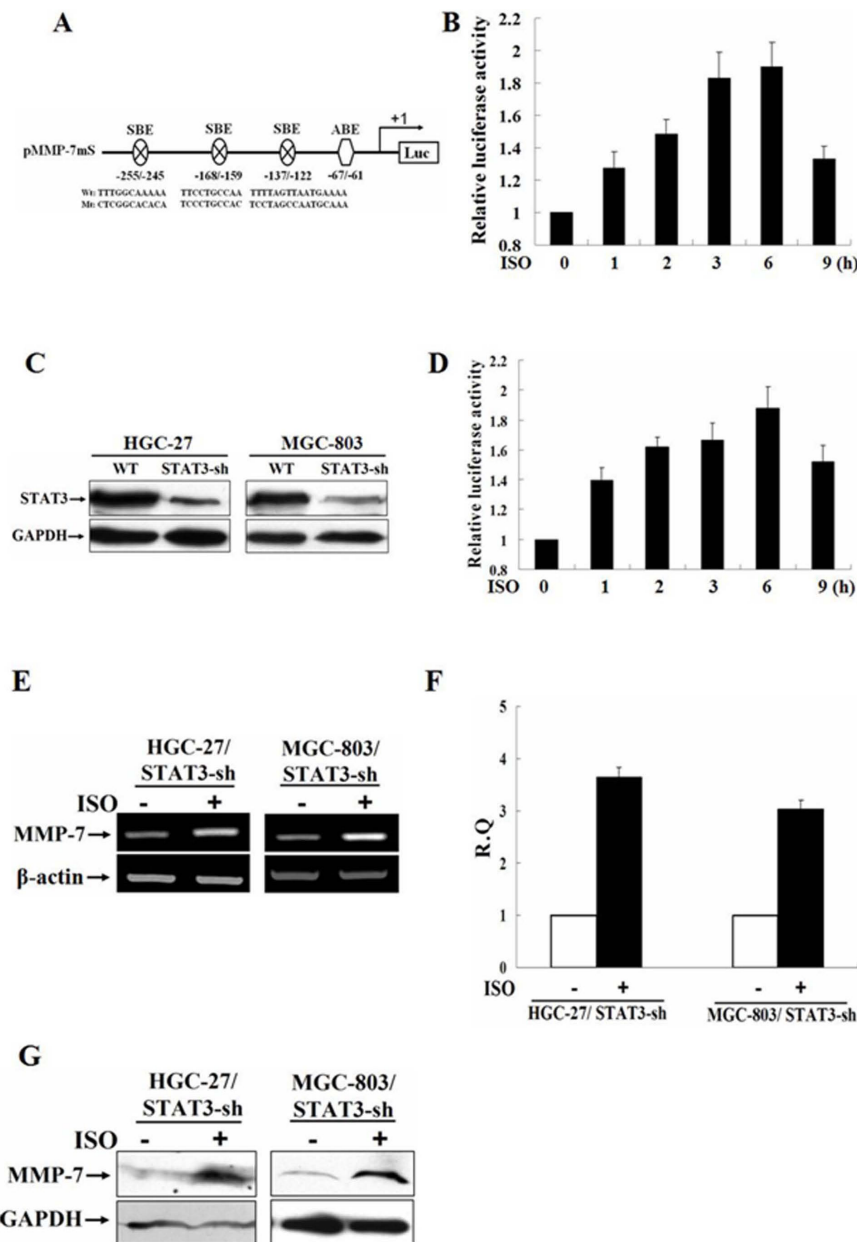 A
SBE SBE SBE ABE +1
pMMP-7mS Luc
-255/-245 -168/-159 -137/-122 -67/-61
Wt: TTTGGCAAAAA TTCCTGCCAA TTTTAGTTAATGAAAA
Mt: CTCGGCACACA TCCCTGCCAC TCCTAGCCAATGCAAA
B
Relative luciferase activity
2.2
2
1.8
1.6
1.4
1.2
1
0.8
ISO 0 1 2 3 6 9 (h)
C
HGC-27 MGC-803
WT STAT3-sh WT STAT3-sh
STAT3
GAPDH
D
Relative luciferase activity
2.2
2
1.8
1.6
1.4
1.2
1
0.8
ISO 0 1 2 3 6 9 (h)
E
HGC-27/ MGC-803/
STAT3-sh STAT3-sh
ISO - + - +
MMP-7
β-actin
F
R.Q
5
4
3
2
1
0
ISO - + - +
HGC-27/ STAT3-sh MGC-803/ STAT3-sh
G
HGC-27/ MGC-803/
STAT3-sh STAT3-sh
ISO - + - +
MMP-7
GAPDH